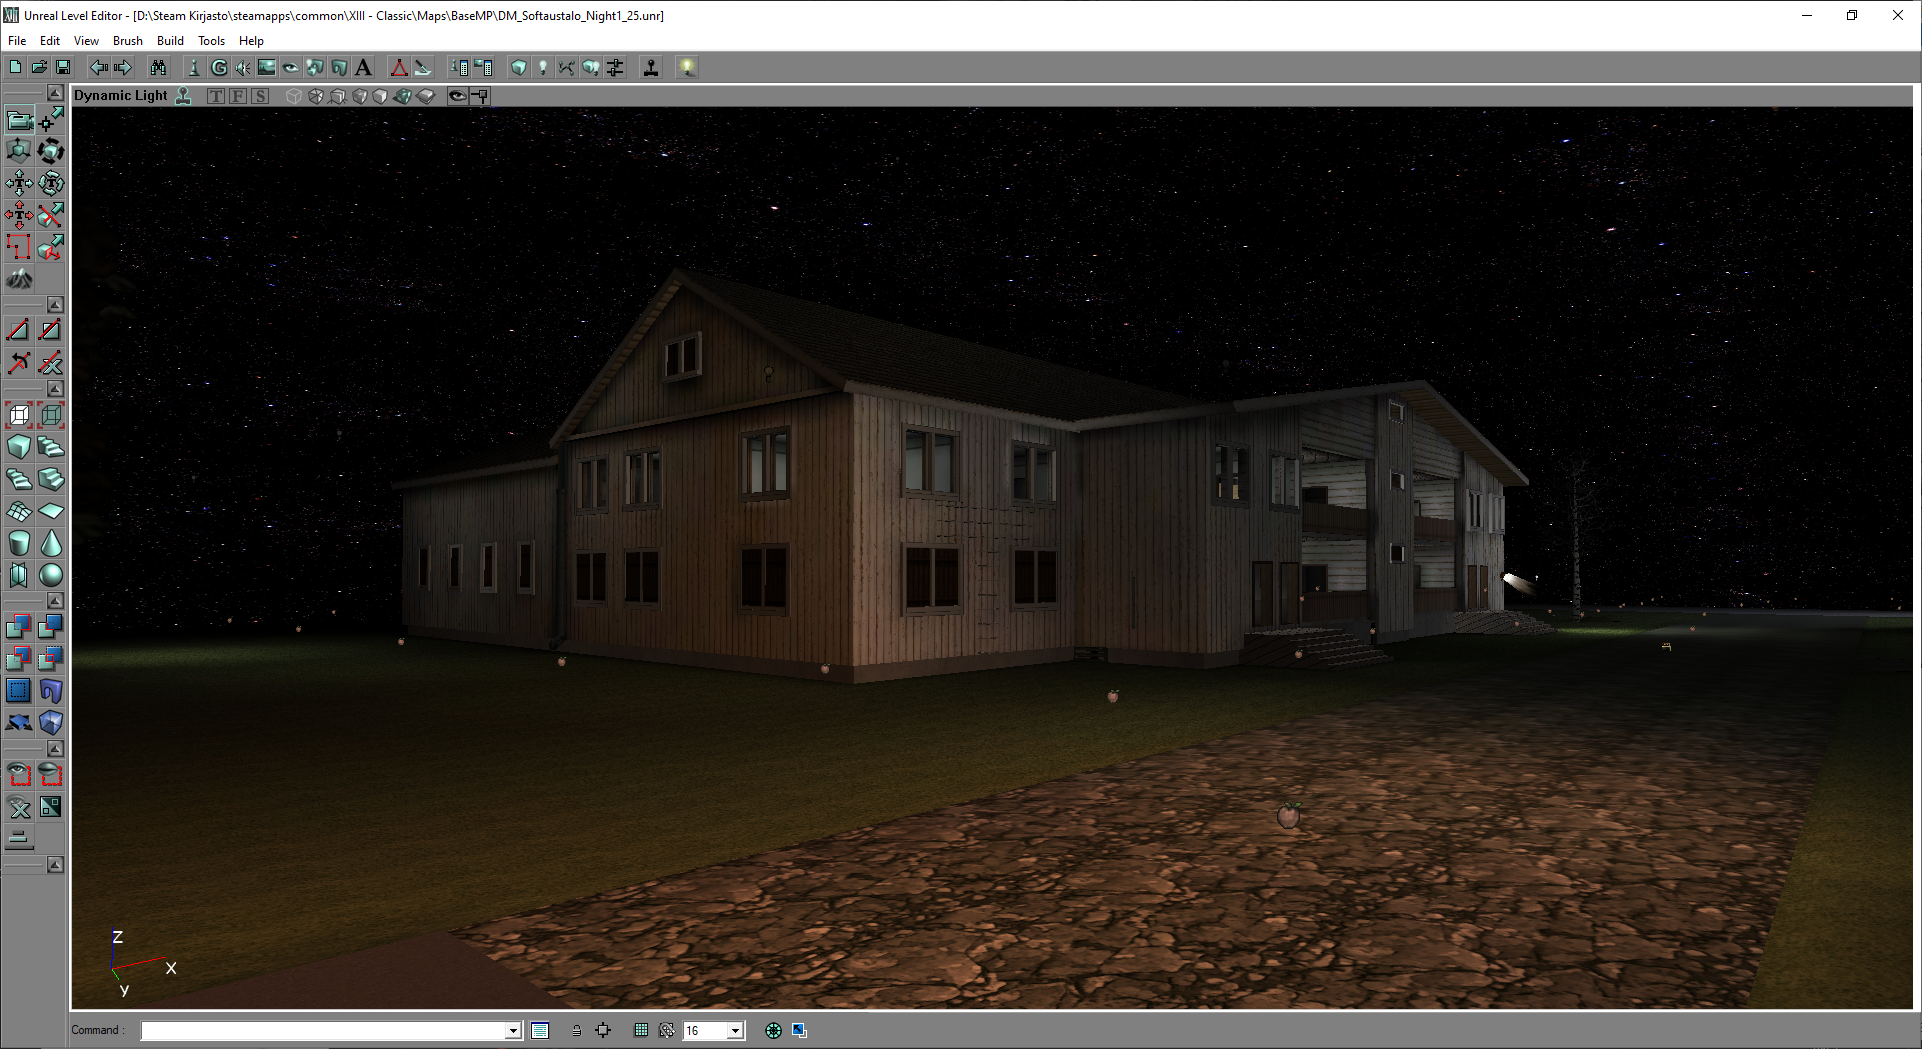 XIII Unreal Level Editor - [D:\Steam Kirjasto\steamapps\common\XIII - Classic\Maps\BaseMP\DM_Softaustalo_Night1_25.unr]
File Edit View Brush Build Tools Help
G A
Dynamic Light T F S
T T
T
Z
X
y
Command : 16